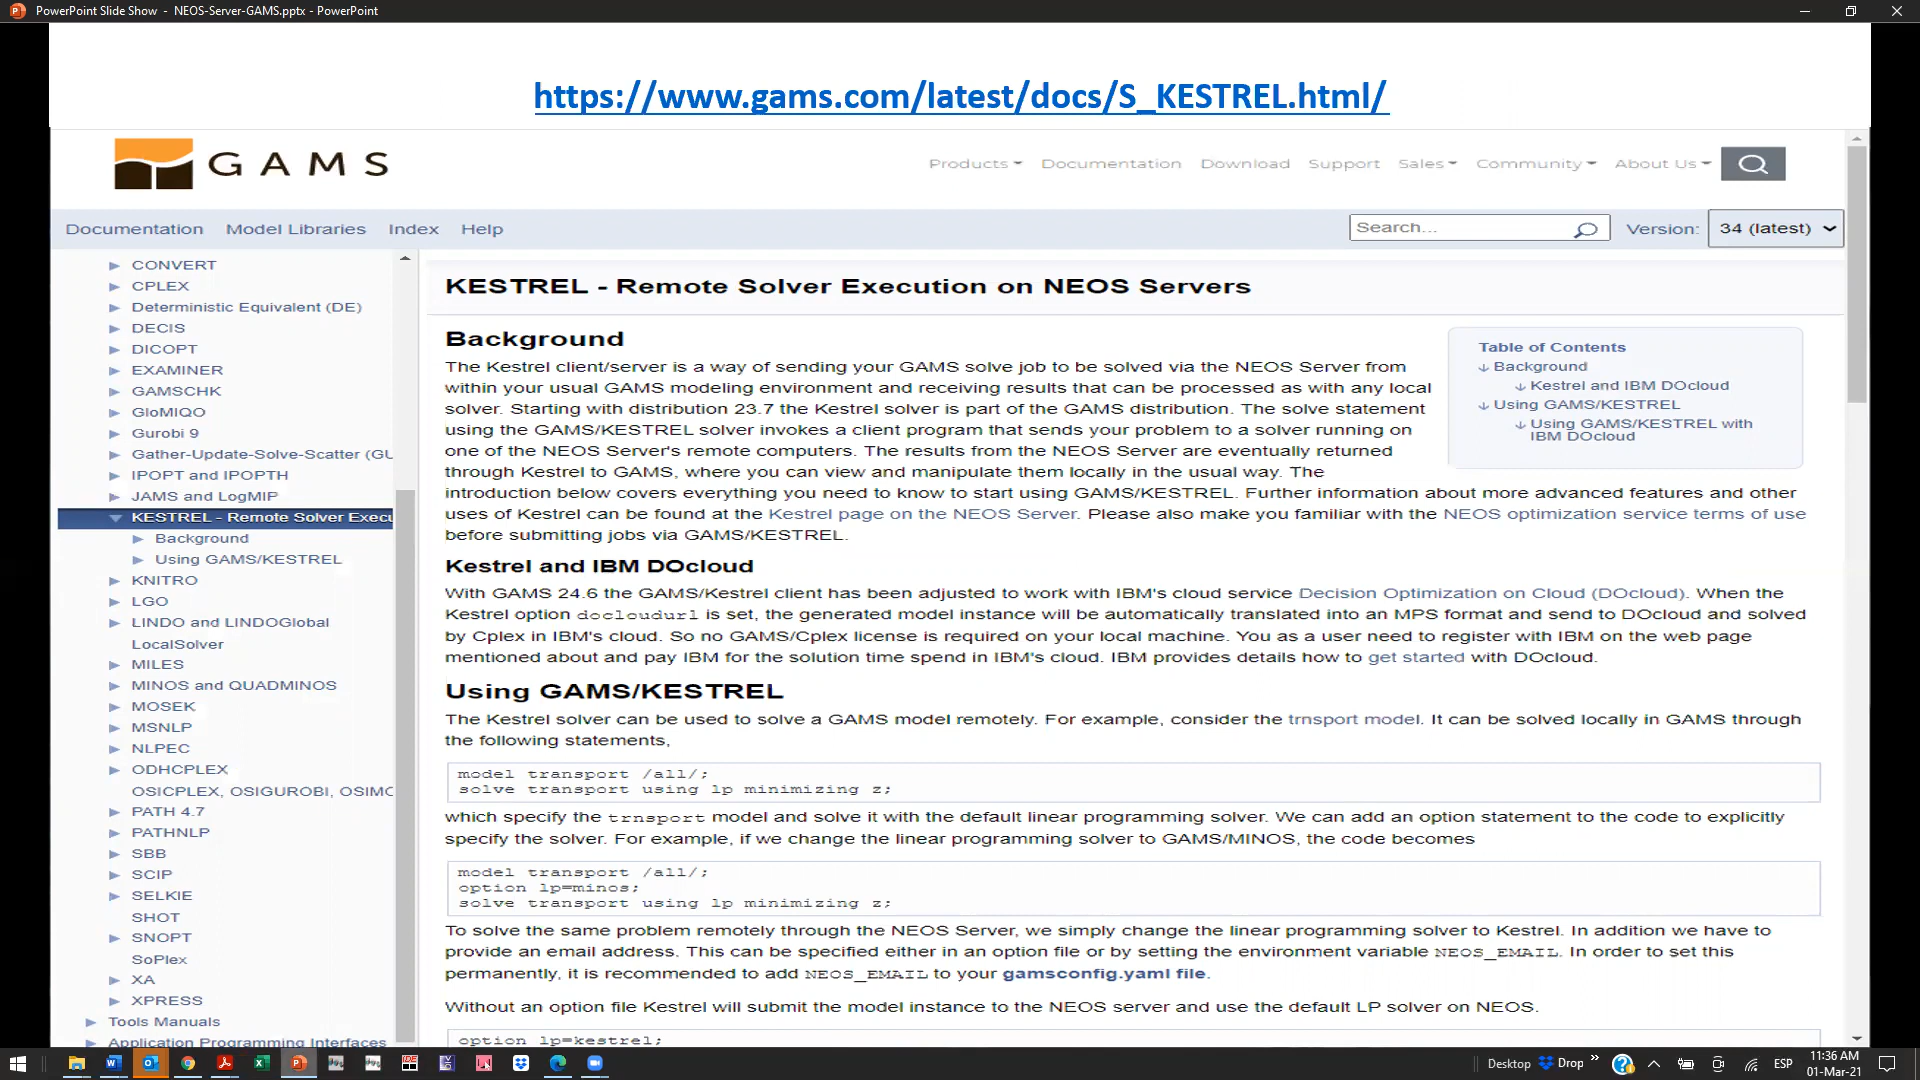 PowerPoint Slide Show - NEOS-Server-GAMS.pptx - PowerPoint
https://www.gams.com/latest/docs/S_KESTREL.html/
GAMS
Products Documentation Download Support Sales Community About Us
Documentation Model Libraries Index Help
Search... Version: 34 (latest)
CONVERT
CPLEX
Deterministic Equivalent (DE)
DECIS
DICOPT
EXAMINER
GAMSCHK
GloMIQO
Gurobi 9
Gather-Update-Solve-Scatter (GU
IPOPT and IPOPTH
JAMS and LogMIP
KESTREL - Remote Solver Execu
Background
Using GAMS/KESTREL
KNITRO
LGO
LINDO and LINDOGlobal
LocalSolver
MILES
MINOS and QUADMINOS
MOSEK
MSNLP
NLPEC
ODHCPLEX
OSICPLEX, OSIGUROBI, OSIMO
PATH 4.7
PATHNLP
SBB
SCIP
SELKIE
SHOT
SNOPT
SoPlex
XA
XPRESS
Tools Manuals
Application Programming Interfaces
KESTREL - Remote Solver Execution on NEOS Servers
Background
The Kestrel client/server is a way of sending your GAMS solve job to be solved via the NEOS Server from
within your usual GAMS modeling environment and receiving results that can be processed as with any local
solver. Starting with distribution 23.7 the Kestrel solver is part of the GAMS distribution. The solve statement
using the GAMS/KESTREL solver invokes a client program that sends your problem to a solver running on
one of the NEOS Server's remote computers. The results from the NEOS Server are eventually returned
through Kestrel to GAMS, where you can view and manipulate them locally in the usual way. The
introduction below covers everything you need to know to start using GAMS/KESTREL. Further information about more advanced features and other
uses of Kestrel can be found at the Kestrel page on the NEOS Server. Please also make you familiar with the NEOS optimization service terms of use
before submitting jobs via GAMS/KESTREL.
Table of Contents
Background
Kestrel and IBM DOcloud
Using GAMS/KESTREL
Using GAMS/KESTREL with
IBM DOcloud
Kestrel and IBM DOcloud
With GAMS 24.6 the GAMS/Kestrel client has been adjusted to work with IBM's cloud service Decision Optimization on Cloud (DOcloud). When the
Kestrel option docloudurl is set, the generated model instance will be automatically translated into an MPS format and send to DOcloud and solved
by Cplex in IBM's cloud. So no GAMS/Cplex license is required on your local machine. You as a user need to register with IBM on the web page
mentioned about and pay IBM for the solution time spend in IBM's cloud. IBM provides details how to get started with DOcloud.
Using GAMS/KESTREL
The Kestrel solver can be used to solve a GAMS model remotely. For example, consider the trnsport model. It can be solved locally in GAMS through
the following statements,
model transport /all/;
solve transport using lp minimizing z;
which specify the trnsport model and solve it with the default linear programming solver. We can add an option statement to the code to explicitly
specify the solver. For example, if we change the linear programming solver to GAMS/MINOS, the code becomes
model transport /all/;
option lp=minos;
solve transport using lp minimizing z;
To solve the same problem remotely through the NEOS Server, we simply change the linear programming solver to Kestrel. In addition we have to
provide an email address. This can be specified either in an option file or by setting the environment variable NEOS_EMAIL. In order to set this
permanently, it is recommended to add NEOS_EMAIL to your gamsconfig.yaml file.
Without an option file Kestrel will submit the model instance to the NEOS server and use the default LP solver on NEOS.
option lp=kestrel;
Desktop Drop ESP 11:36 AM
01-Mar-21